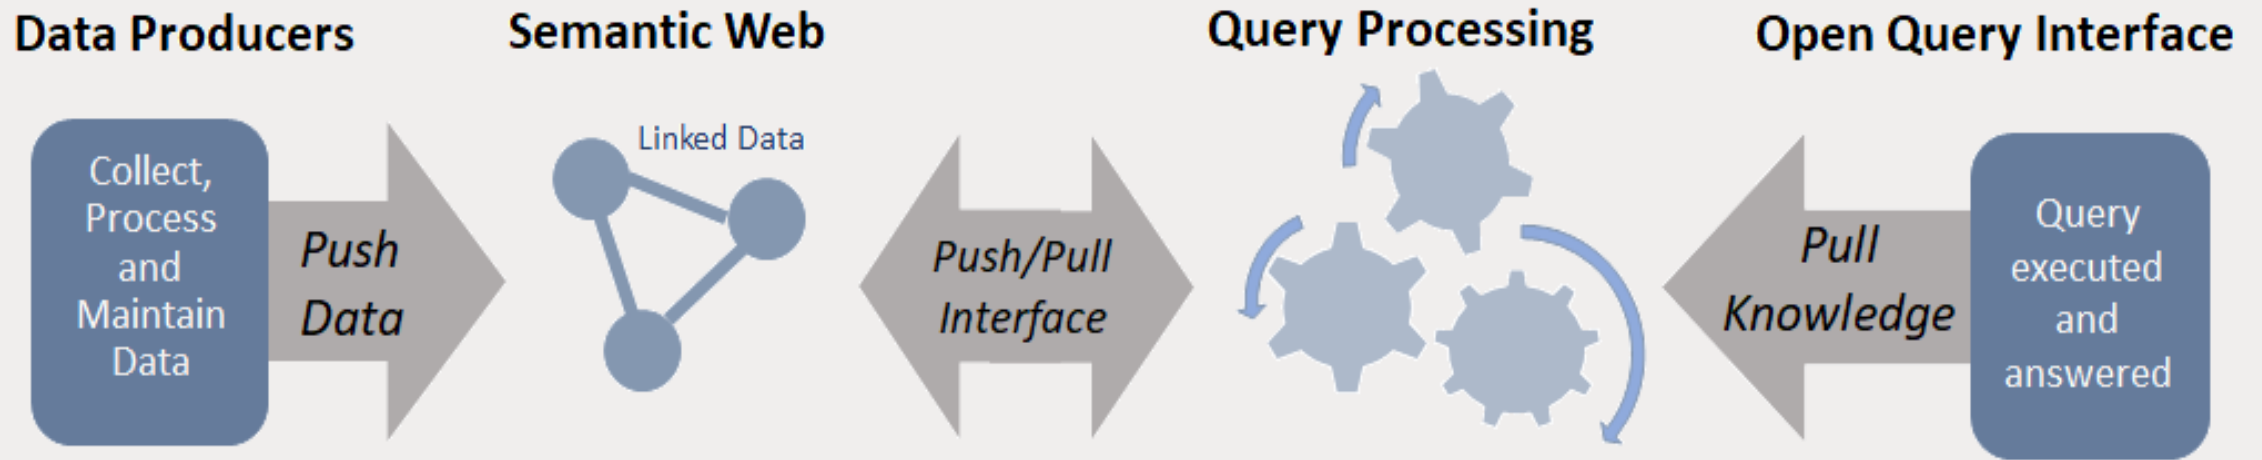 Data Producers
Semantic Web
Query Processing
Open Query Interface
Collect,
Process
and
Maintain
Data
Push
Data
Linked Data
Push/Pull
Interface
Pull
Knowledge
Query
executed
and
answered